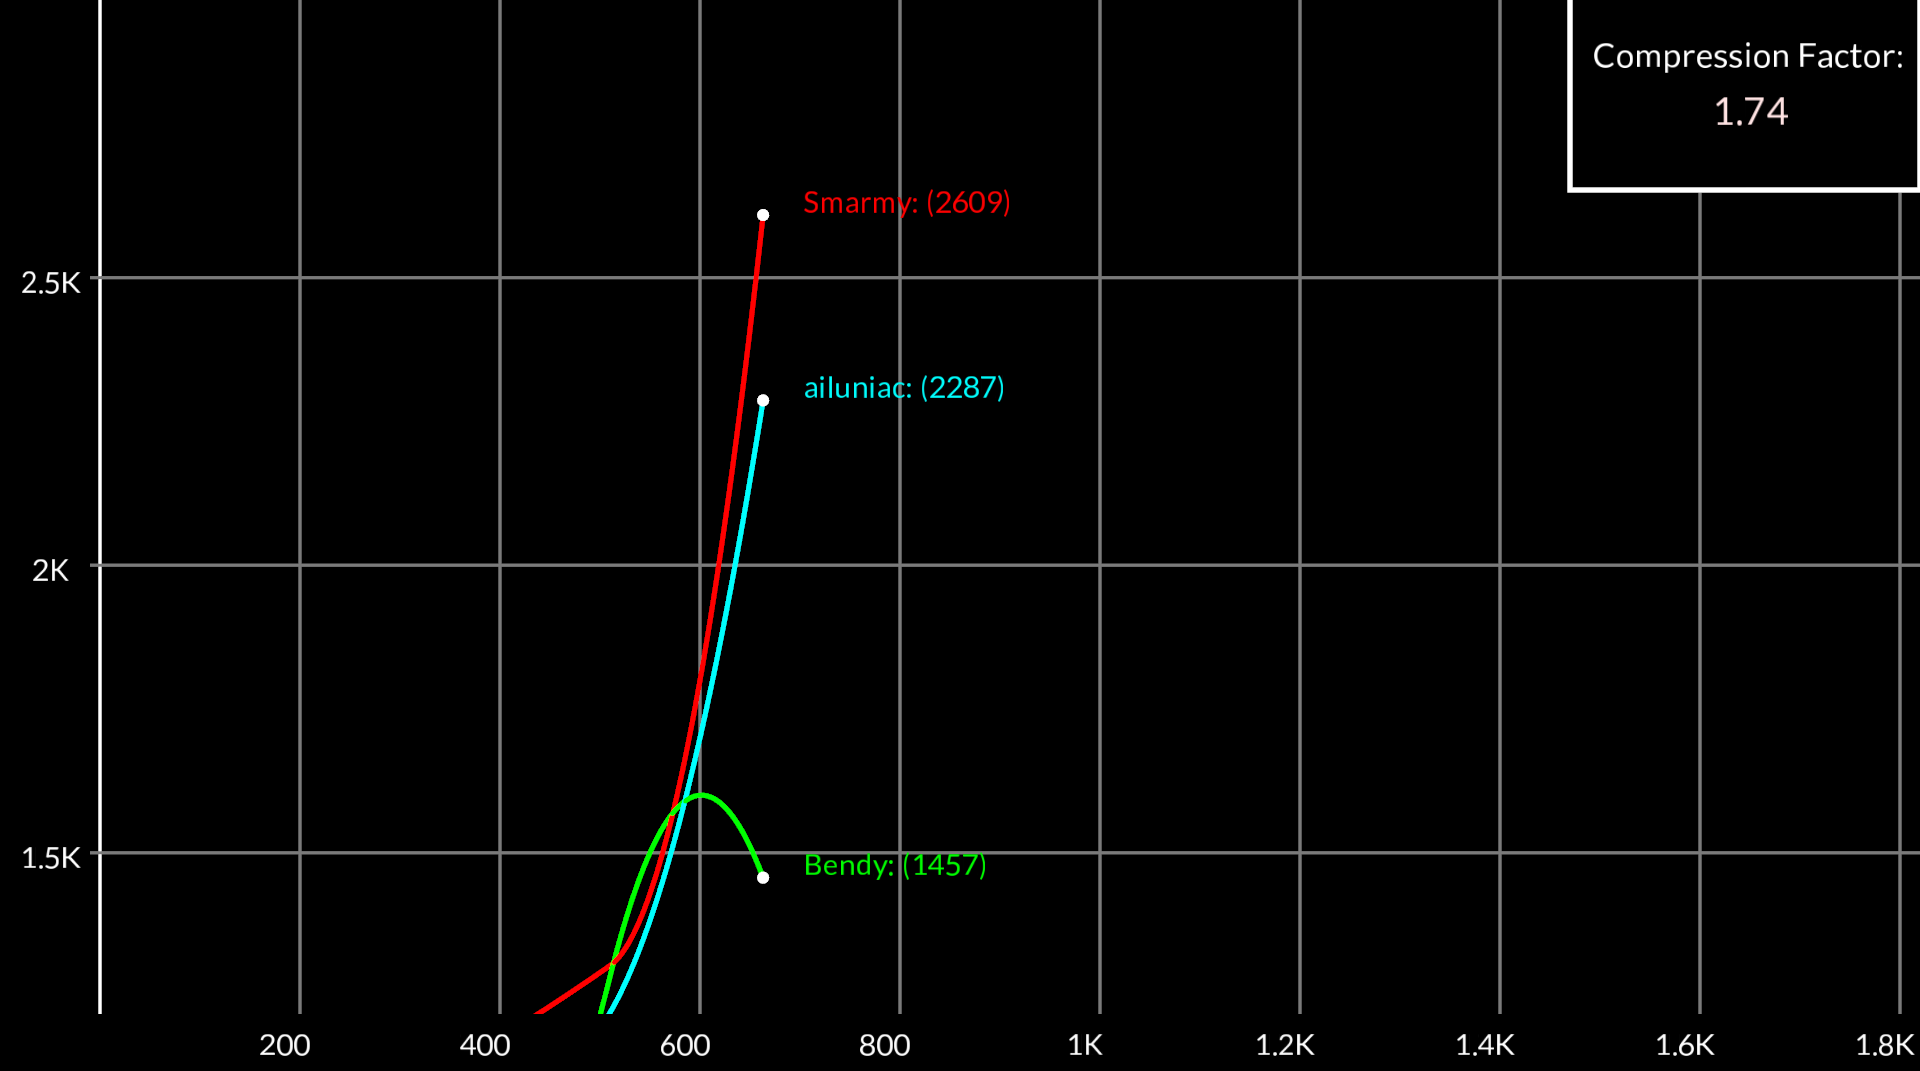 Compression Factor:
1.74
Smarmy: (2609)
2.5K
ailuniac: (2287)
2K
1.5K
Bendy: (1457)
200 400 600 800 1K 1.2K 1.4K 1.6K 1.8K